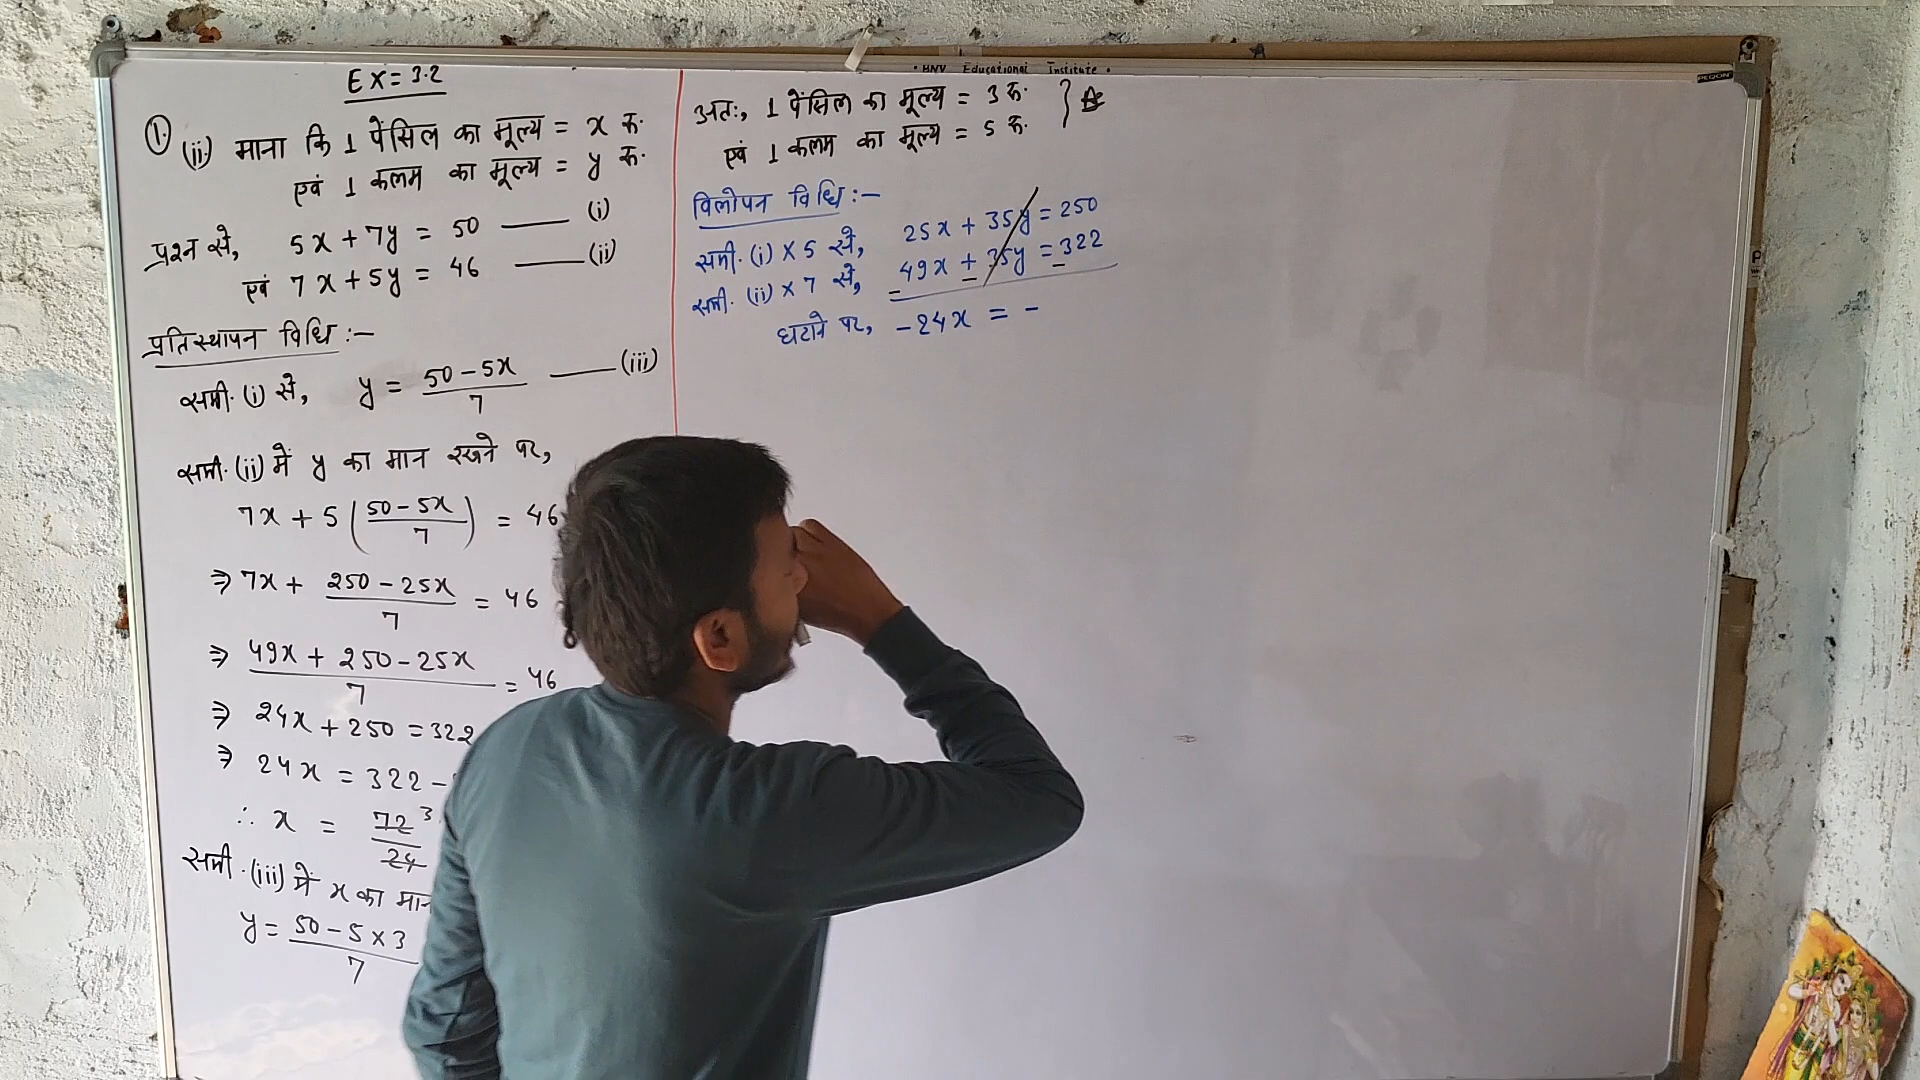 • HNV Educational Institute •
PEQON
EX = 3.2
① (ii) माना कि 1 पेंसिल का मूल्य = x रू.
एवं 1 कलम का मूल्य = y रू.
प्रश्न से, 5x + 7y = 50 —— (i)
एवं 7x + 5y = 46 —— (ii)
प्रतिस्थापन विधि :—
समी. (i) से, y = (50 - 5x)/7 —— (iii)
समी. (ii) में y का मान रखने पर,
7x + 5 ((50 - 5x)/7) = 46
⇒ 7x + (250 - 25x)/7 = 46
⇒ (49x + 250 - 25x)/7 = 46
⇒ 24x + 250 = 322
⇒ 24x = 322 -
∴ x = 72/24 3
समी. (iii) में x का मान
y = (50 - 5 × 3)/7
अतः, 1 पेंसिल का मूल्य = 3 रू.
एवं 1 कलम का मूल्य = 5 रू.
विलोपन विधि :—
समी. (i) × 5 से, 25x + 35y = 250
समी. (ii) × 7 से, 49x + 35y = 322
घटाने पर, -24x = -